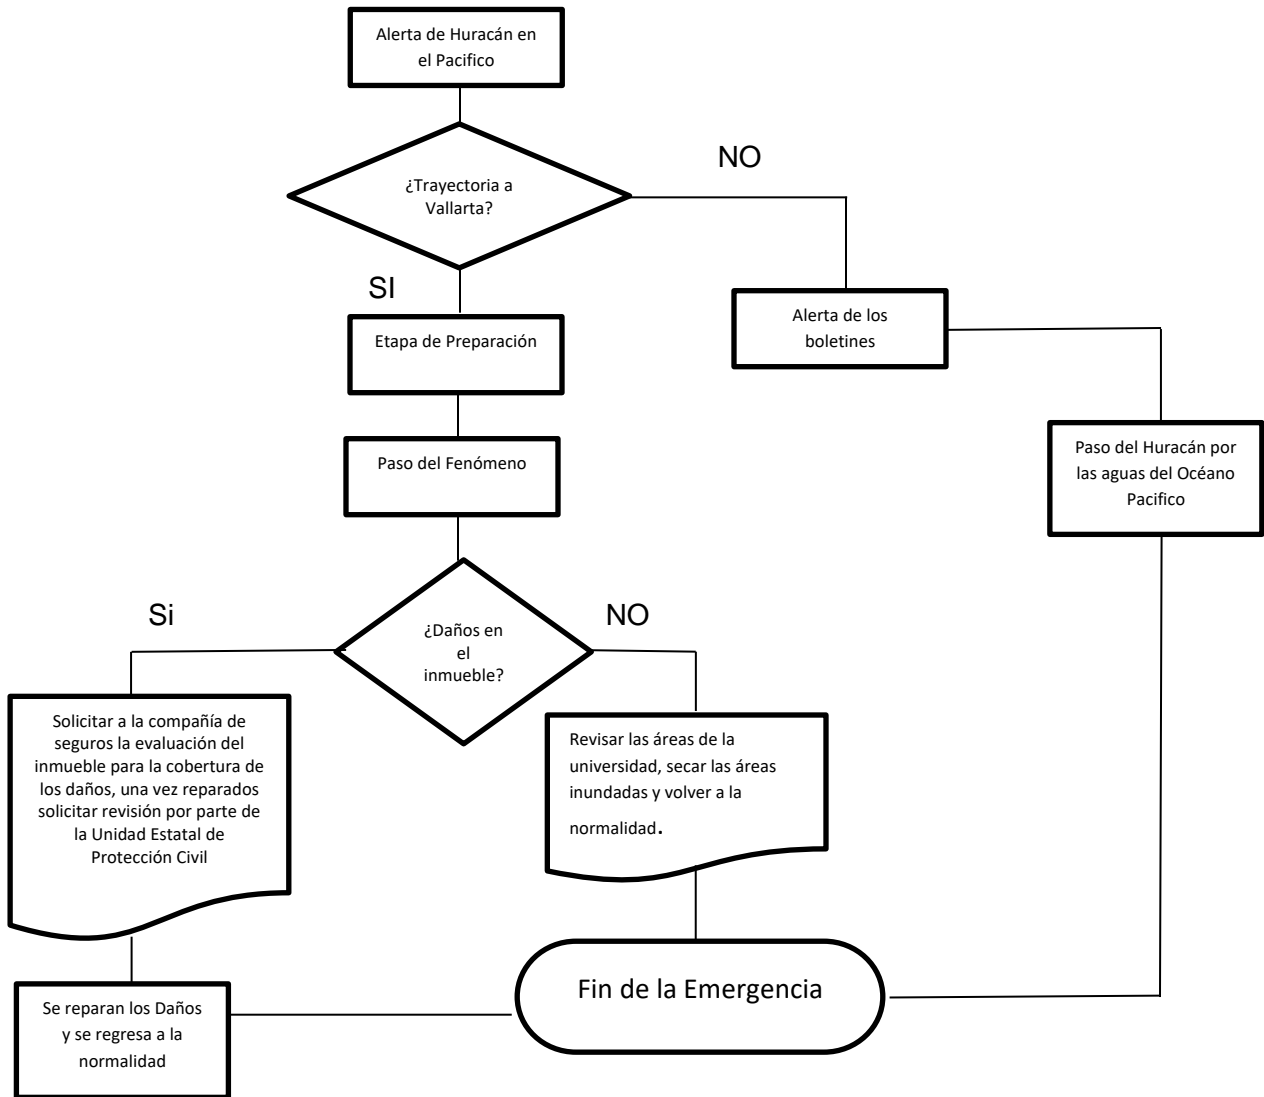 Alerta de Huracán en
el Pacifico
¿Trayectoria a
Vallarta?
NO
SI
Etapa de Preparación
Alerta de los
boletines
Paso del Fenómeno
Paso del Huracán por
las aguas del Océano
Pacifico
¿Daños en
el
inmueble?
Si
NO
Solicitar a la compañía de
seguros la evaluación del
inmueble para la cobertura de
los daños, una vez reparados
solicitar revisión por parte de
la Unidad Estatal de
Protección Civil
Revisar las áreas de la
universidad, secar las áreas
inundadas y volver a la
normalidad.
Se reparan los Daños
y se regresa a la
normalidad
Fin de la Emergencia